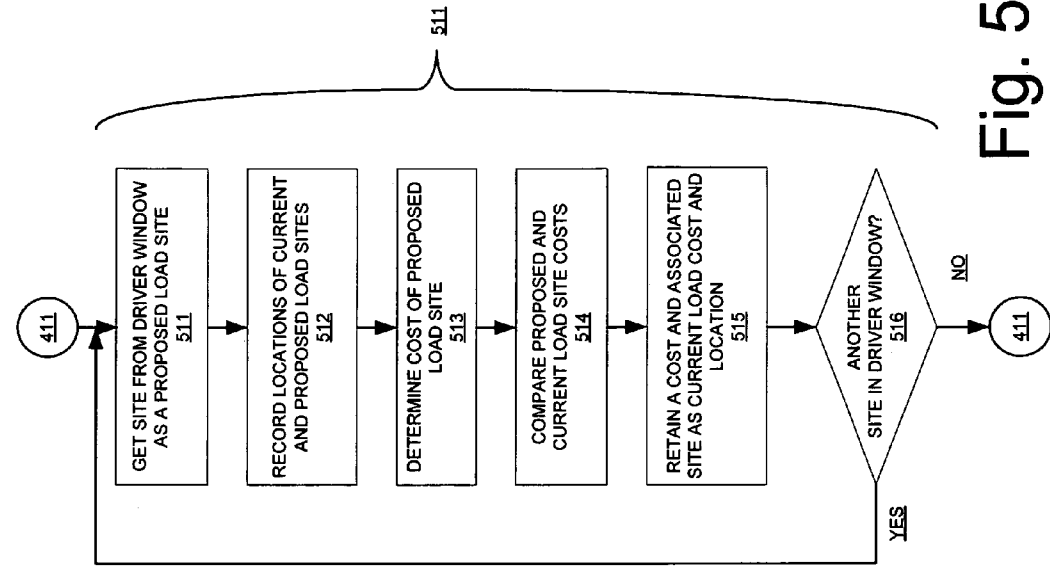 411
GET SITE FROM DRIVER WINDOW
AS A PROPOSED LOAD SITE
511
RECORD LOCATIONS OF CURRENT
AND PROPOSED LOAD SITES
512
DETERMINE COST OF PROPOSED
LOAD SITE
513
COMPARE PROPOSED AND
CURRENT LOAD SITE COSTS
514
RETAIN A COST AND ASSOCIATED
SITE AS CURRENT LOAD COST AND
LOCATION
515
ANOTHER
SITE IN DRIVER WINDOW?
516
YES
NO
411
511
Fig. 5